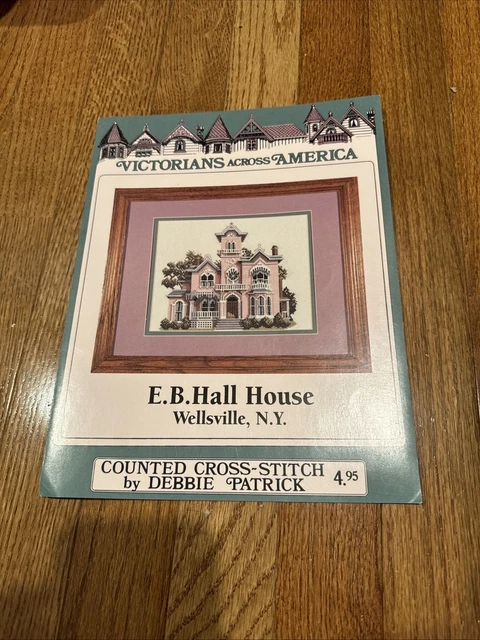 VICTORIANS ACROSS AMERICA
E.B.Hall House
Wellsville, N.Y.
COUNTED CROSS-STITCH
by DEBBIE PATRICK 4.95